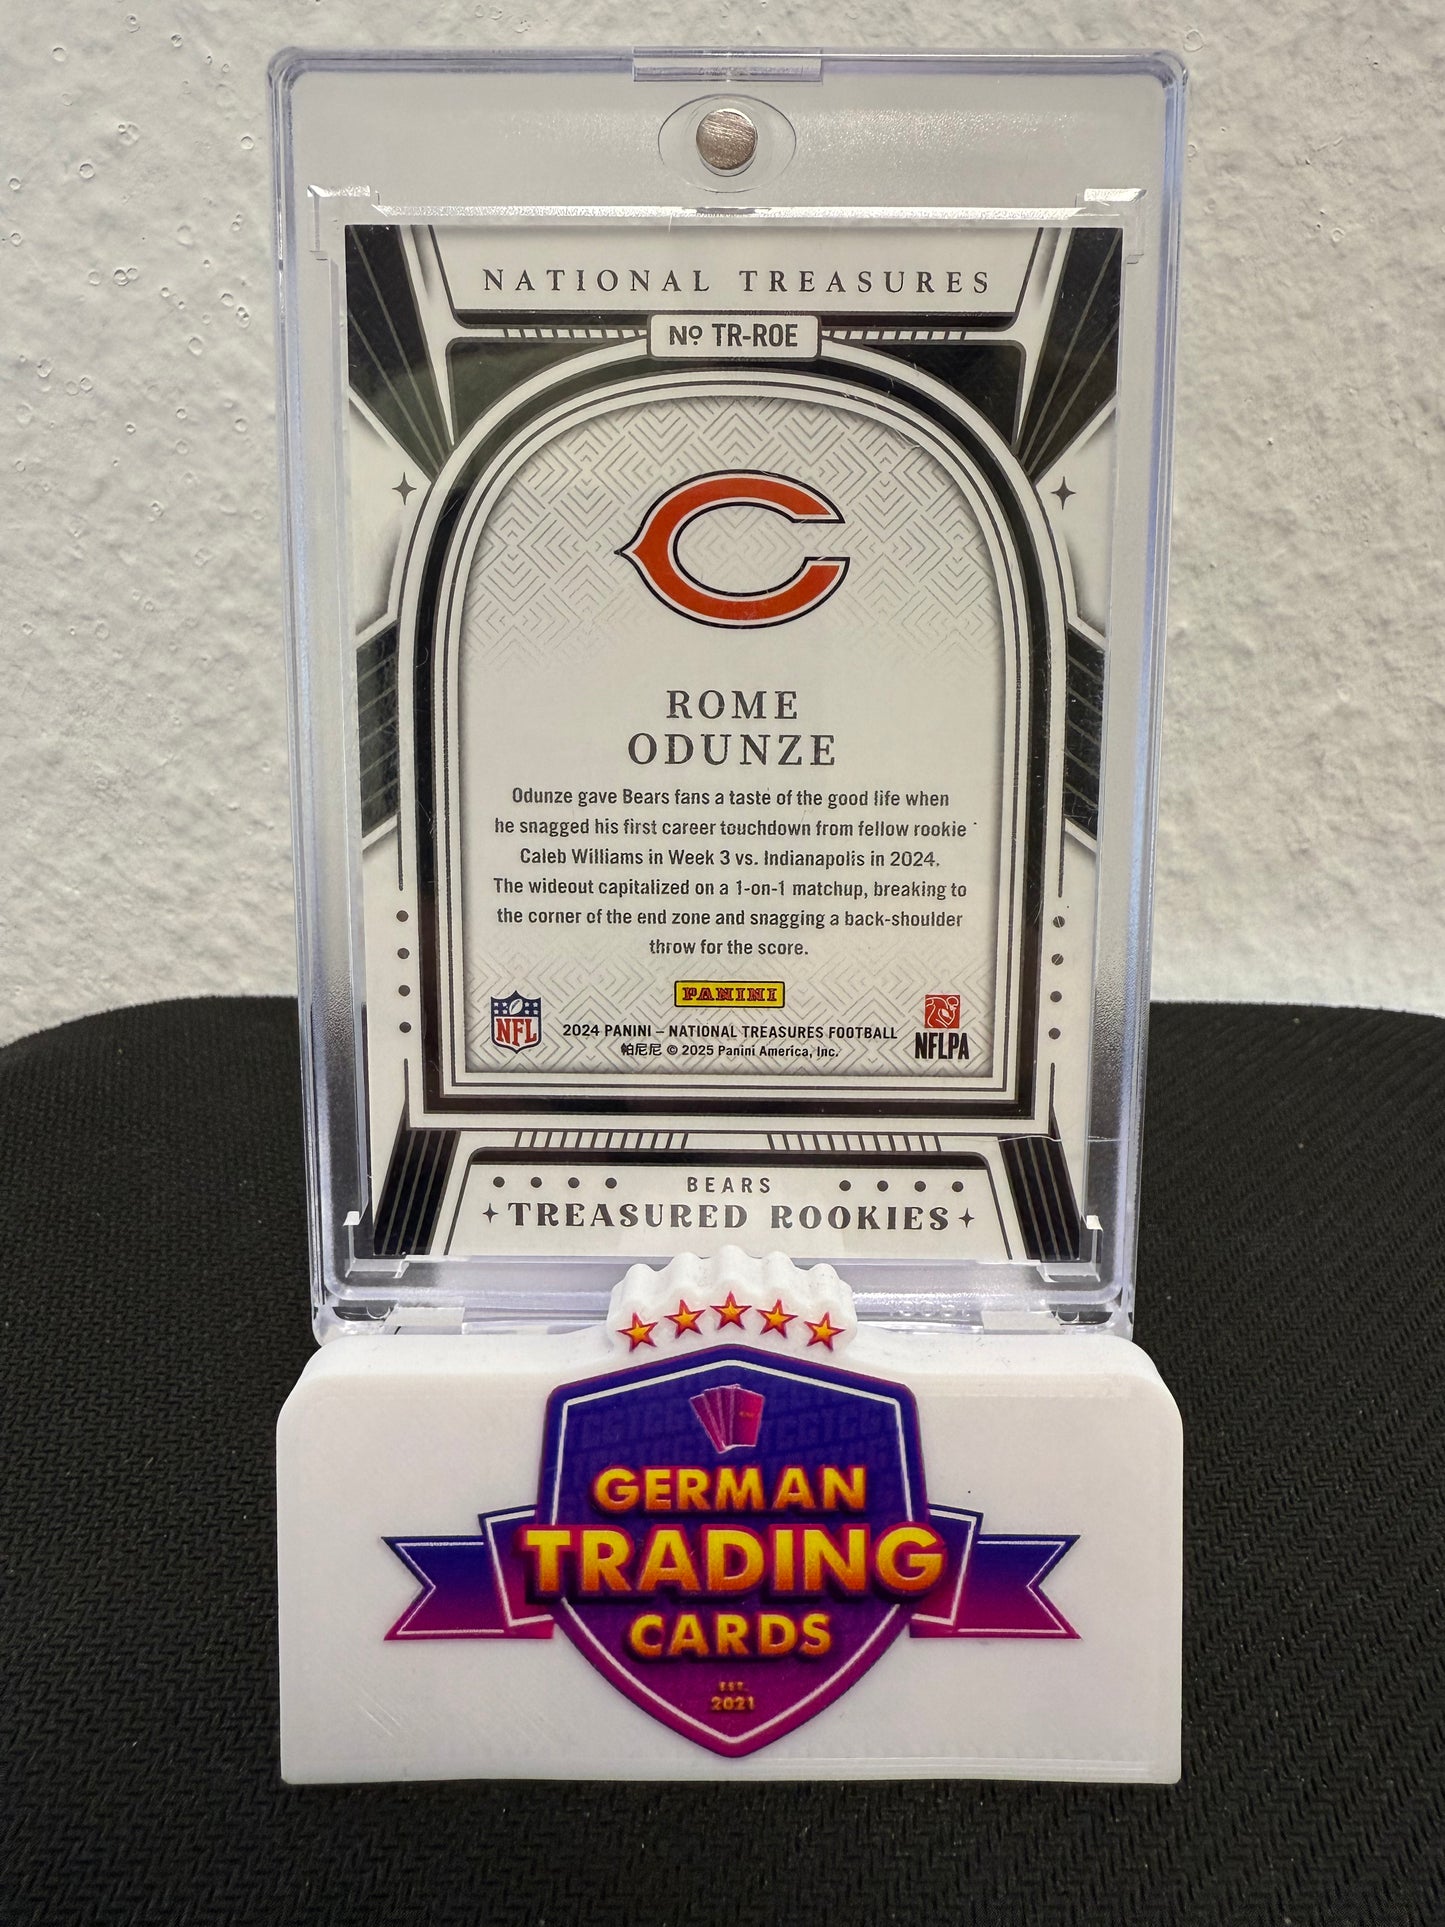 NATIONAL TREASURES
Nº TR-ROE
ROME
ODUNZE
Odunze gave Bears fans a taste of the good life when
he snagged his first career touchdown from fellow rookie
Caleb Williams in Week 3 vs. Indianapolis in 2024.
The wideout capitalized on a 1-on-1 matchup, breaking to
the corner of the end zone and snagging a back-shoulder
throw for the score.
PANINI
NFL
2024 PANINI – NATIONAL TREASURES FOOTBALL
帕尼尼 © 2025 Panini America, Inc.
NFLPA
BEARS
TREASURED ROOKIES
GERMAN
TRADING
CARDS
EST.
2021